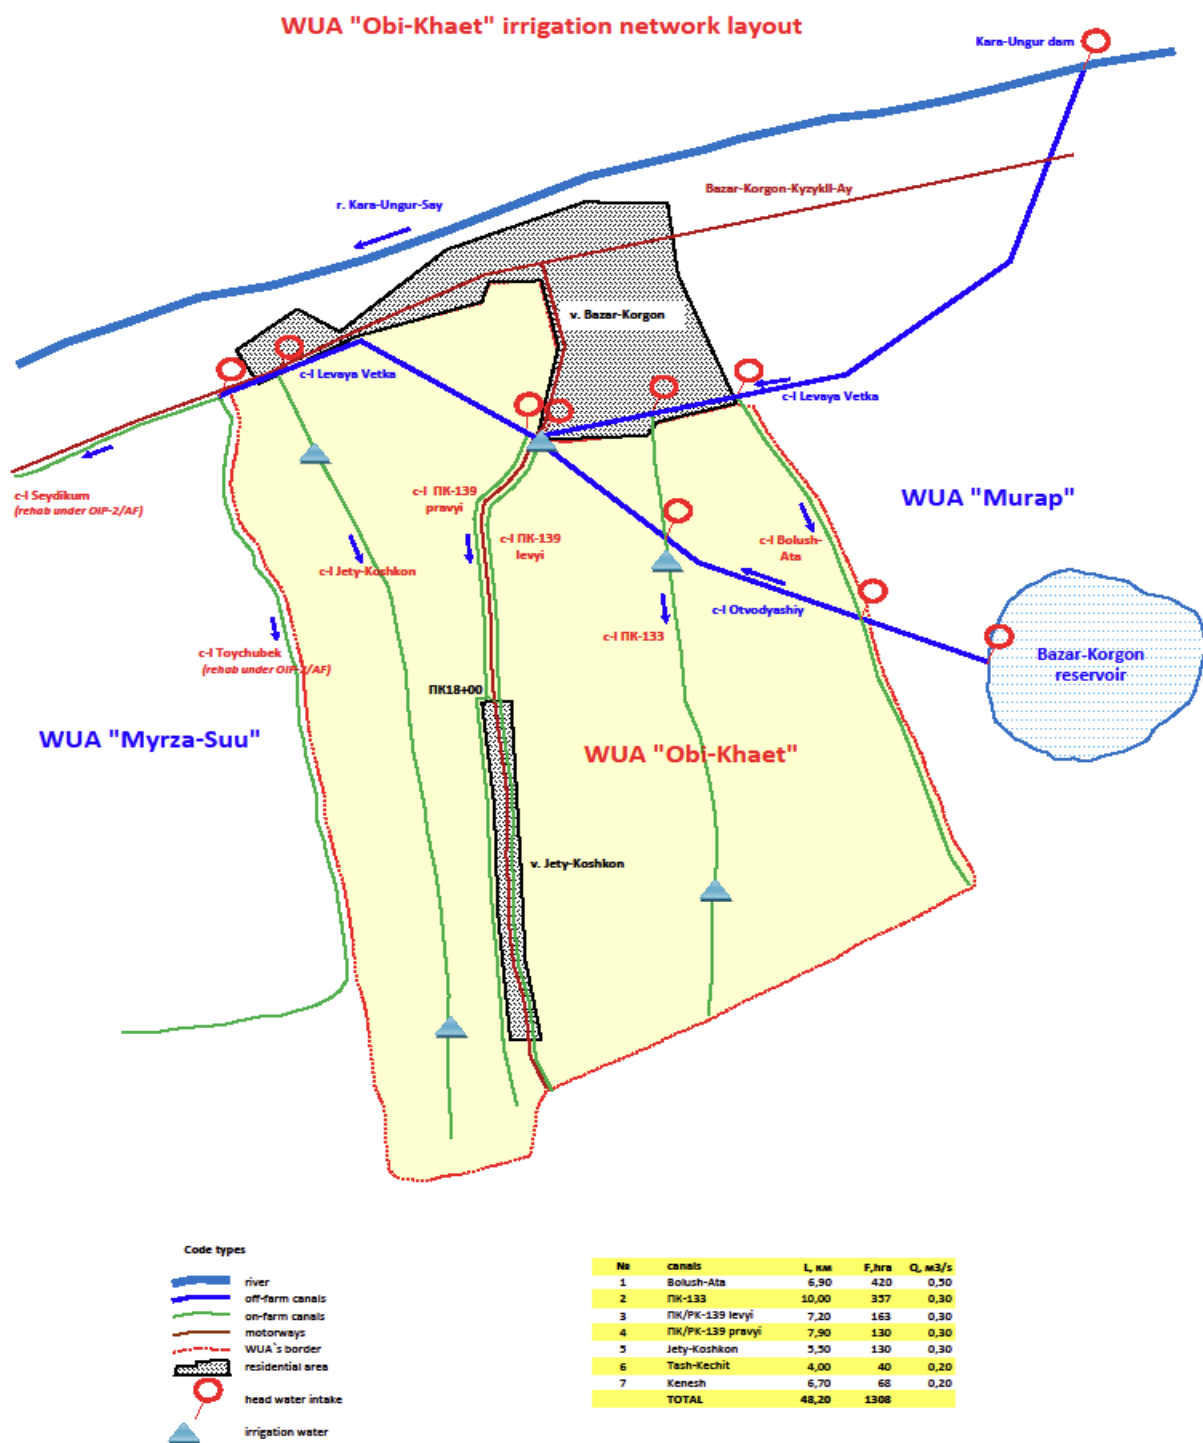 WUA "Obi-Khaet" irrigation network layout
Kara-Ungur dam
Bazar-Korgon-Kyzykll-Ay
r. Kara-Ungur-Say
v. Bazar-Korgon
c-l Levaya Vetka
c-l Levaya Vetka
c-l Seydikum
(rehab under OIP-2/AF)
c-l ПК-139
pravyi
c-l ПК-139
levyi
WUA "Murap"
c-l Bolush-
Ata
c-l Jety-Koshkon
c-l Otvodyashiy
c-l ПК-133
c-l Toychubek
(rehab under OIP-2/AF)
Bazar-Korgon
reservoir
ПК18+00
WUA "Myrza-Suu"
WUA "Obi-Khaet"
v. Jety-Koshkon
Code types
river
off-farm canals
on-farm canals
motorways
WUA`s border
residential area
head water intake
irrigation water
№ canals L, км F,hra Q, м3/s
1 Bolush-Ata 6,90 420 0,50
2 ПК-133 10,00 357 0,30
3 ПК/PK-139 levyi 7,20 163 0,30
4 ПК/PK-139 pravyi 7,90 130 0,30
5 Jety-Koshkon 5,50 130 0,30
6 Tash-Kechit 4,00 40 0,20
7 Kenesh 6,70 68 0,20
TOTAL 48,20 1308